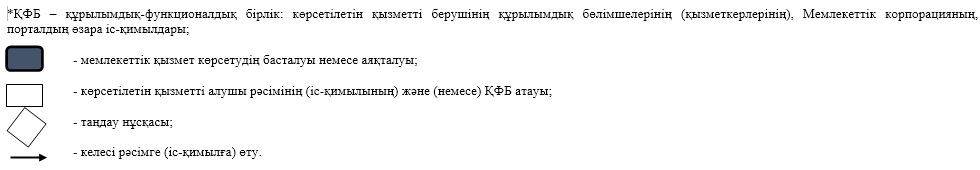 *ҚФБ – құрылымдық-функционалдық бірлік: көрсетілетін қызметті берушінің құрылымдық бөлімшелерінің (қызметкерлерінің), Мемлекеттік корпорацияның,
порталдың өзара іс-қимылдары;
- мемлекеттік қызмет көрсетудің басталуы немесе аяқталуы;
- көрсетілетін қызметті алушы рәсімінің (іс-қимылының) және (немесе) ҚФБ атауы;
- таңдау нұсқасы;
- келесі рәсімге (іс-қимылға) өту.